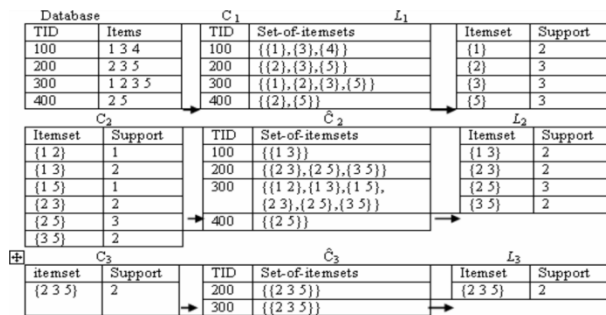 Database C₁ L₁
TID Items TID Set-of-itemsets Itemset Support
100 1 3 4 100 {{1},{3},{4}} {1} 2
200 2 3 5 200 {{2},{3},{5}} {2} 3
300 1 2 3 5 300 {{1},{2},{3},{5}} {3} 3
400 2 5 400 {{2},{5}} {5} 3
C₂ Ĉ₂ L₂
Itemset Support TID Set-of-itemsets Itemset Support
{1 2} 1 100 {{1 3}} {1 3} 2
{1 3} 2 200 {{2 3},{2 5},{3 5}} {2 3} 2
{1 5} 1 300 {{1 2},{1 3},{1 5}, {2 5} 3
{2 3} 2 {2 3},{2 5},{3 5}} {3 5} 2
{2 5} 3 400 {{2 5}}
{3 5} 2
C₃ Ĉ₃ L₃
itemset Support TID Set-of-itemsets Itemset Support
{2 3 5} 2 200 {{2 3 5}} {2 3 5} 2
300 {{2 3 5}}